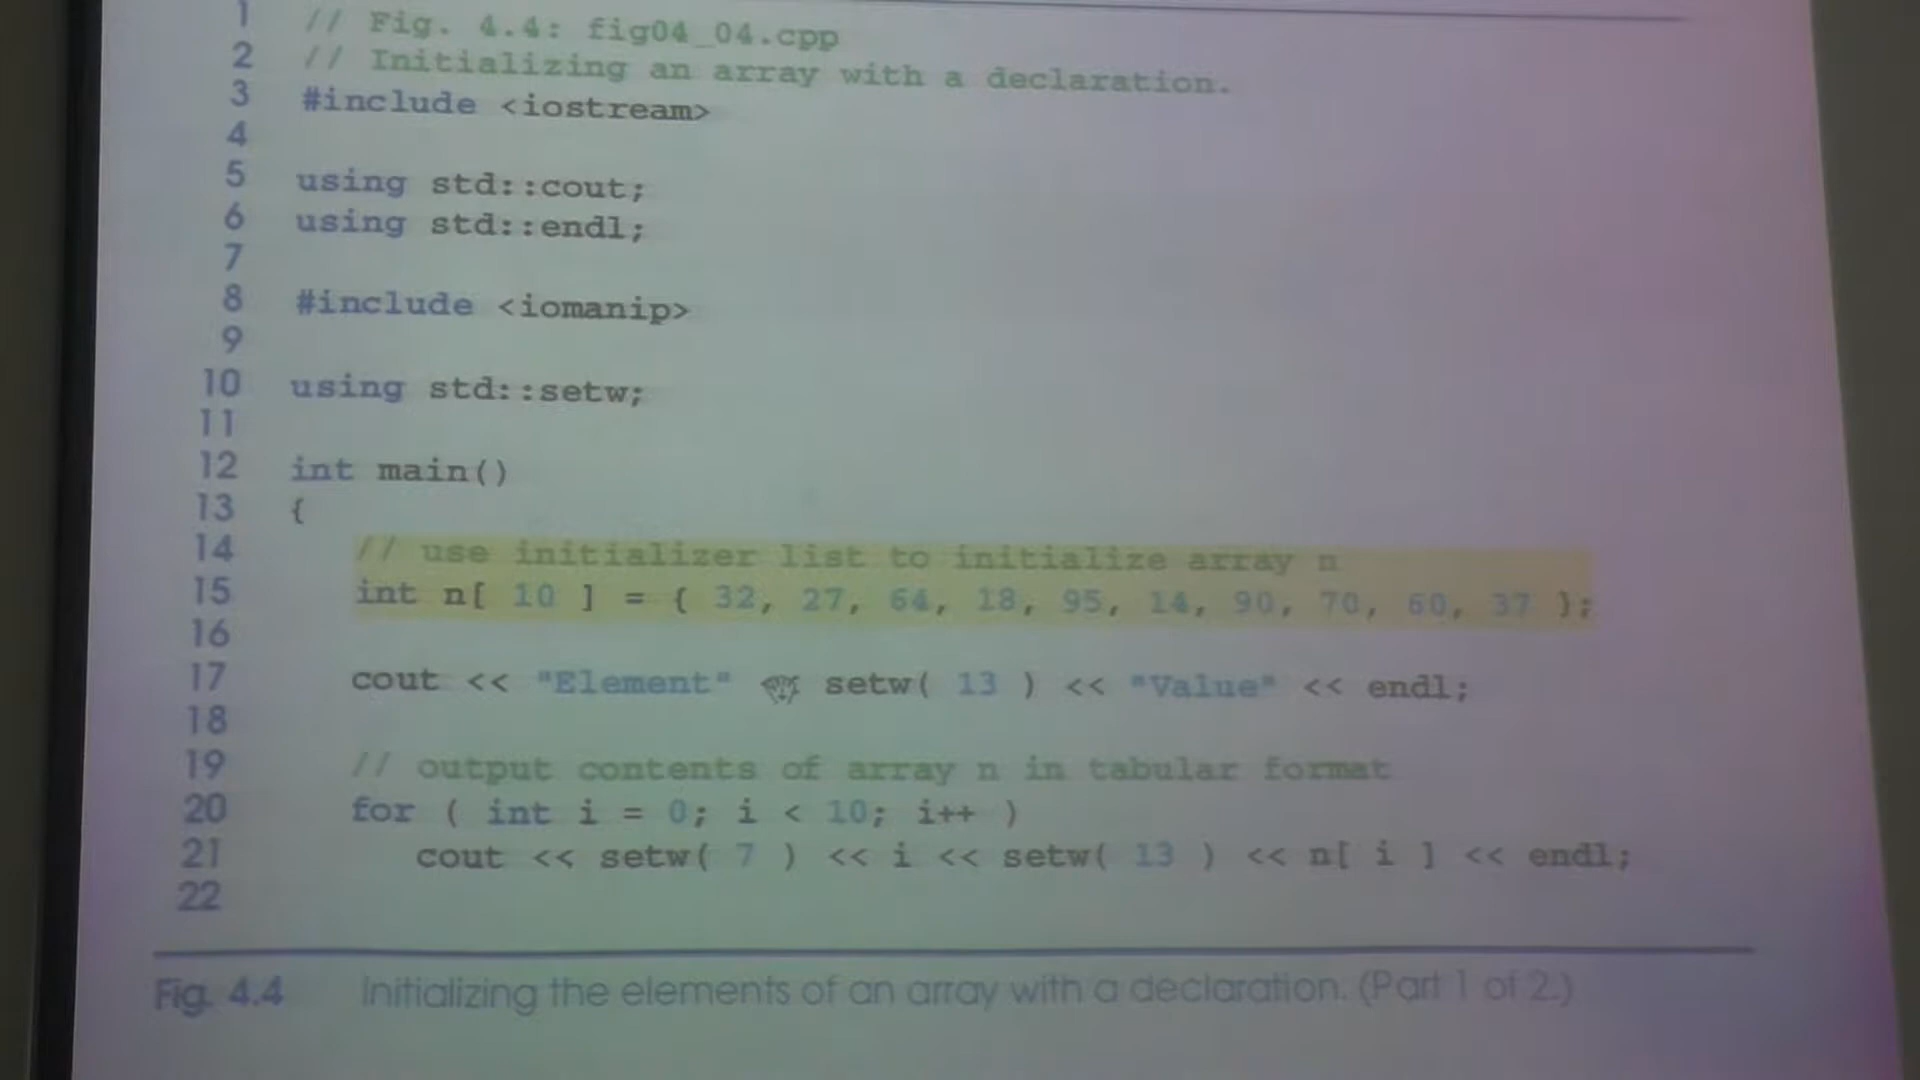 1 // Fig. 4.4: fig04_04.cpp
2 // Initializing an array with a declaration.
3 #include <iostream>
4
5 using std::cout;
6 using std::endl;
7
8 #include <iomanip>
9
10 using std::setw;
11
12 int main()
13 {
14 // use initializer list to initialize array n
15 int n[ 10 ] = { 32, 27, 64, 18, 95, 14, 90, 70, 60, 37 };
16
17 cout << "Element" setw( 13 ) << "Value" << endl;
18
19 // output contents of array n in tabular format
20 for ( int i = 0; i < 10; i++ )
21 cout << setw( 7 ) << i << setw( 13 ) << n[ i ] << endl;
22
Fig. 4.4 Initializing the elements of an array with a declaration. (Part 1 of 2.)